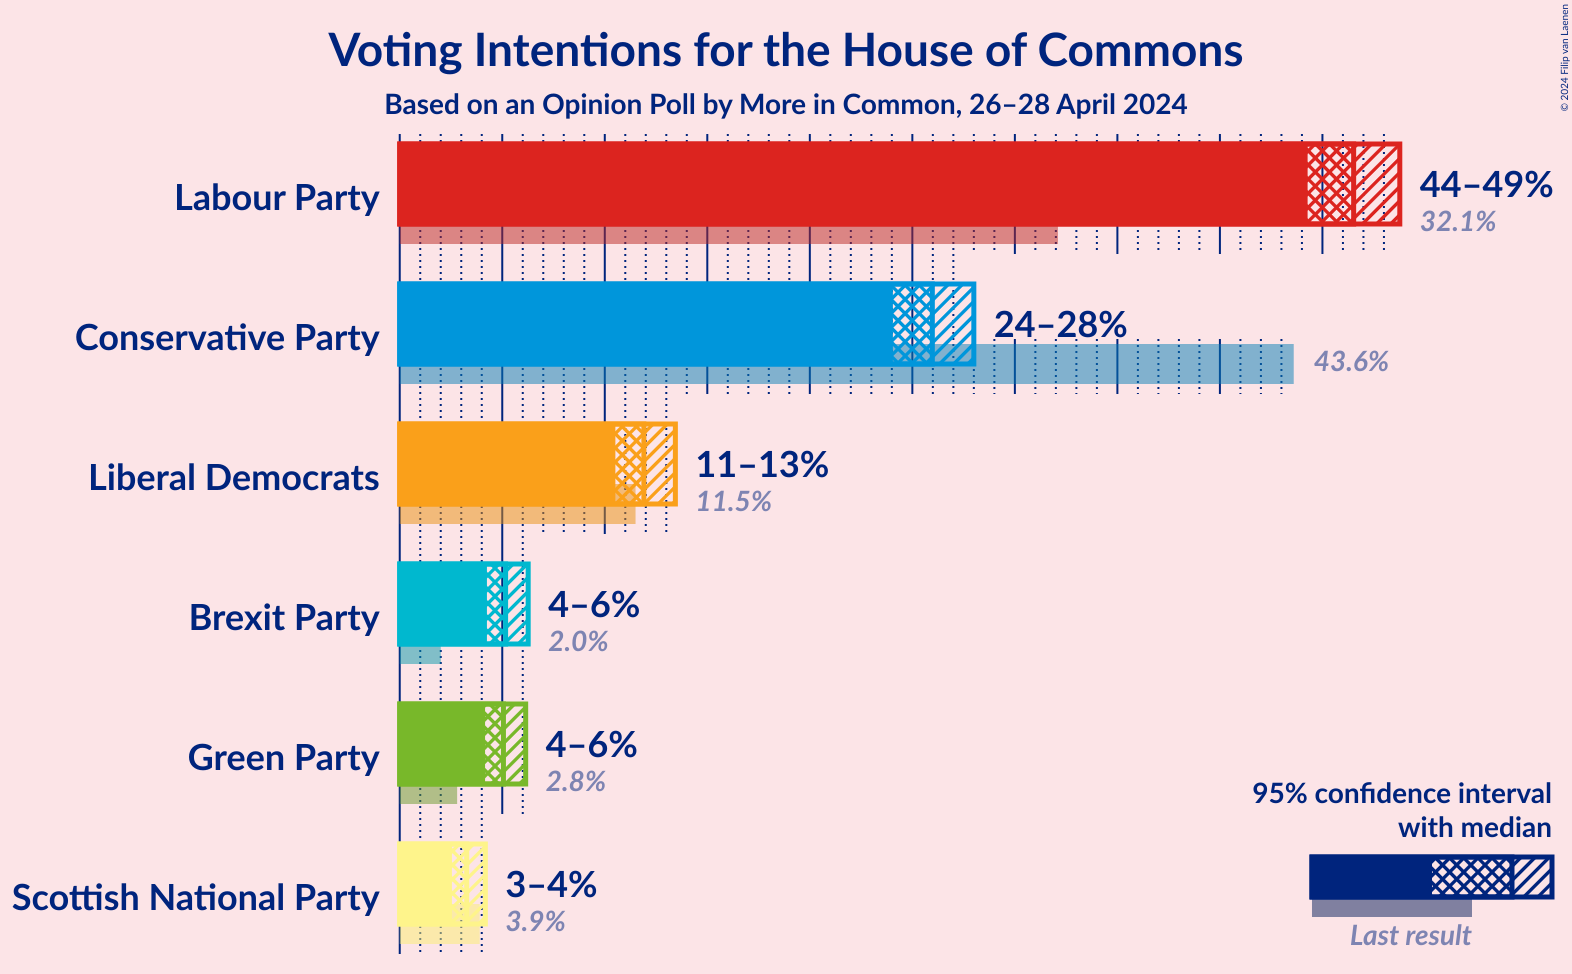 Voting Intentions for the House of Commons
Based on an Opinion Poll by More in Common, 26–28 April 2024
© 2024 Filip van Laenen
Labour Party
44–49%
32.1%
Conservative Party
24–28%
43.6%
Liberal Democrats
11–13%
11.5%
Brexit Party
4–6%
2.0%
Green Party
4–6%
2.8%
Scottish National Party
3–4%
3.9%
95% confidence interval
with median
Last result